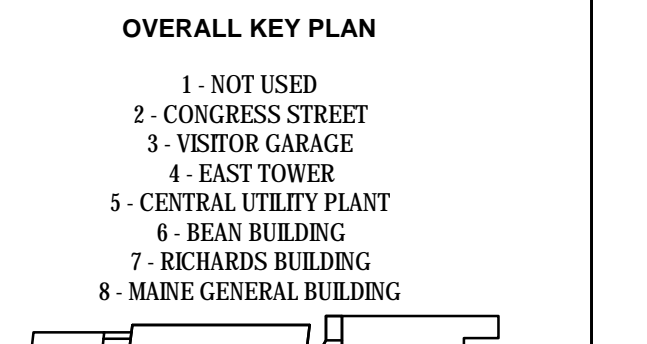 OVERALL KEY PLAN
1 - NOT USED
2 - CONGRESS STREET
3 - VISITOR GARAGE
4 - EAST TOWER
5 - CENTRAL UTILITY PLANT
6 - BEAN BUILDING
7 - RICHARDS BUILDING
8 - MAINE GENERAL BUILDING